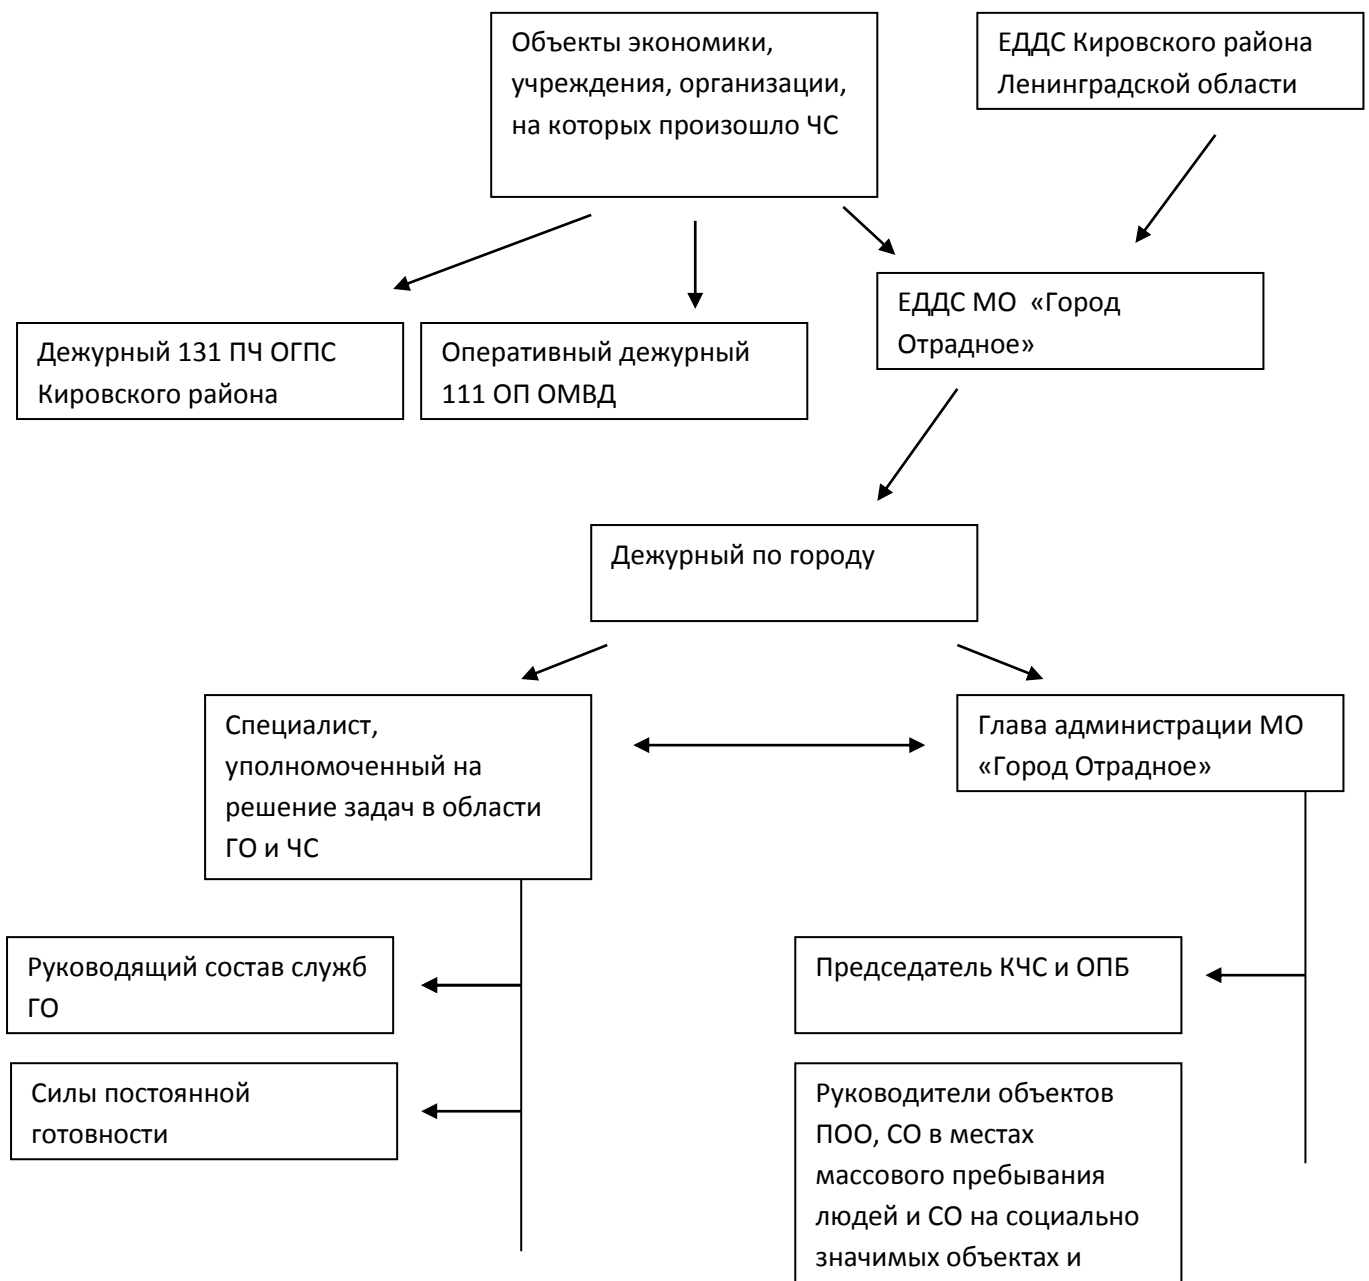 Объекты экономики,
учреждения, организации,
на которых произошло ЧС
ЕДДС Кировского района
Ленинградской области
Дежурный 131 ПЧ ОГПС
Кировского района
Оперативный дежурный
111 ОП ОМВД
ЕДДС МО «Город
Отрадное»
Дежурный по городу
Специалист,
уполномоченный на
решение задач в области
ГО и ЧС
Глава администрации МО
«Город Отрадное»
Руководящий состав служб
ГО
Председатель КЧС и ОПБ
Силы постоянной
готовности
Руководители объектов
ПОО, СО в местах
массового пребывания
людей и СО на социально
значимых объектах и